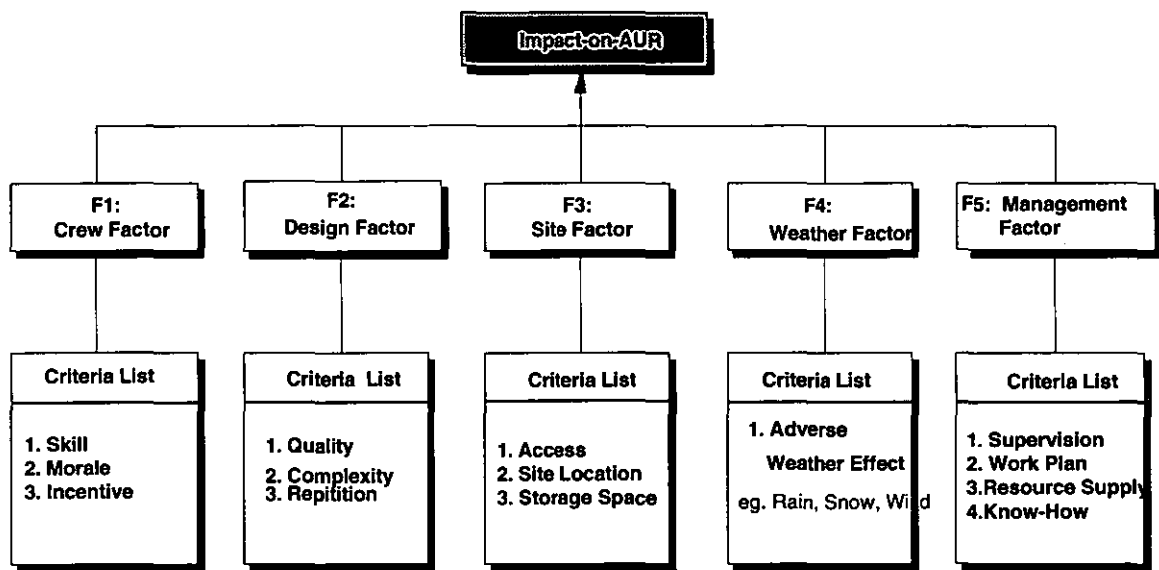 Impact-on-AUR
F1:
Crew Factor
F2:
Design Factor
F3:
Site Factor
F4:
Weather Factor
F5: Management
Factor
Criteria List
1. Skill
2. Morale
3. Incentive
Criteria List
1. Quality
2. Complexity
3. Repitition
Criteria List
1. Access
2. Site Location
3. Storage Space
Criteria List
1. Adverse
Weather Effect
eg. Rain, Snow, Wind
Criteria List
1. Supervision
2. Work Plan
3.Resource Supply
4.Know-How